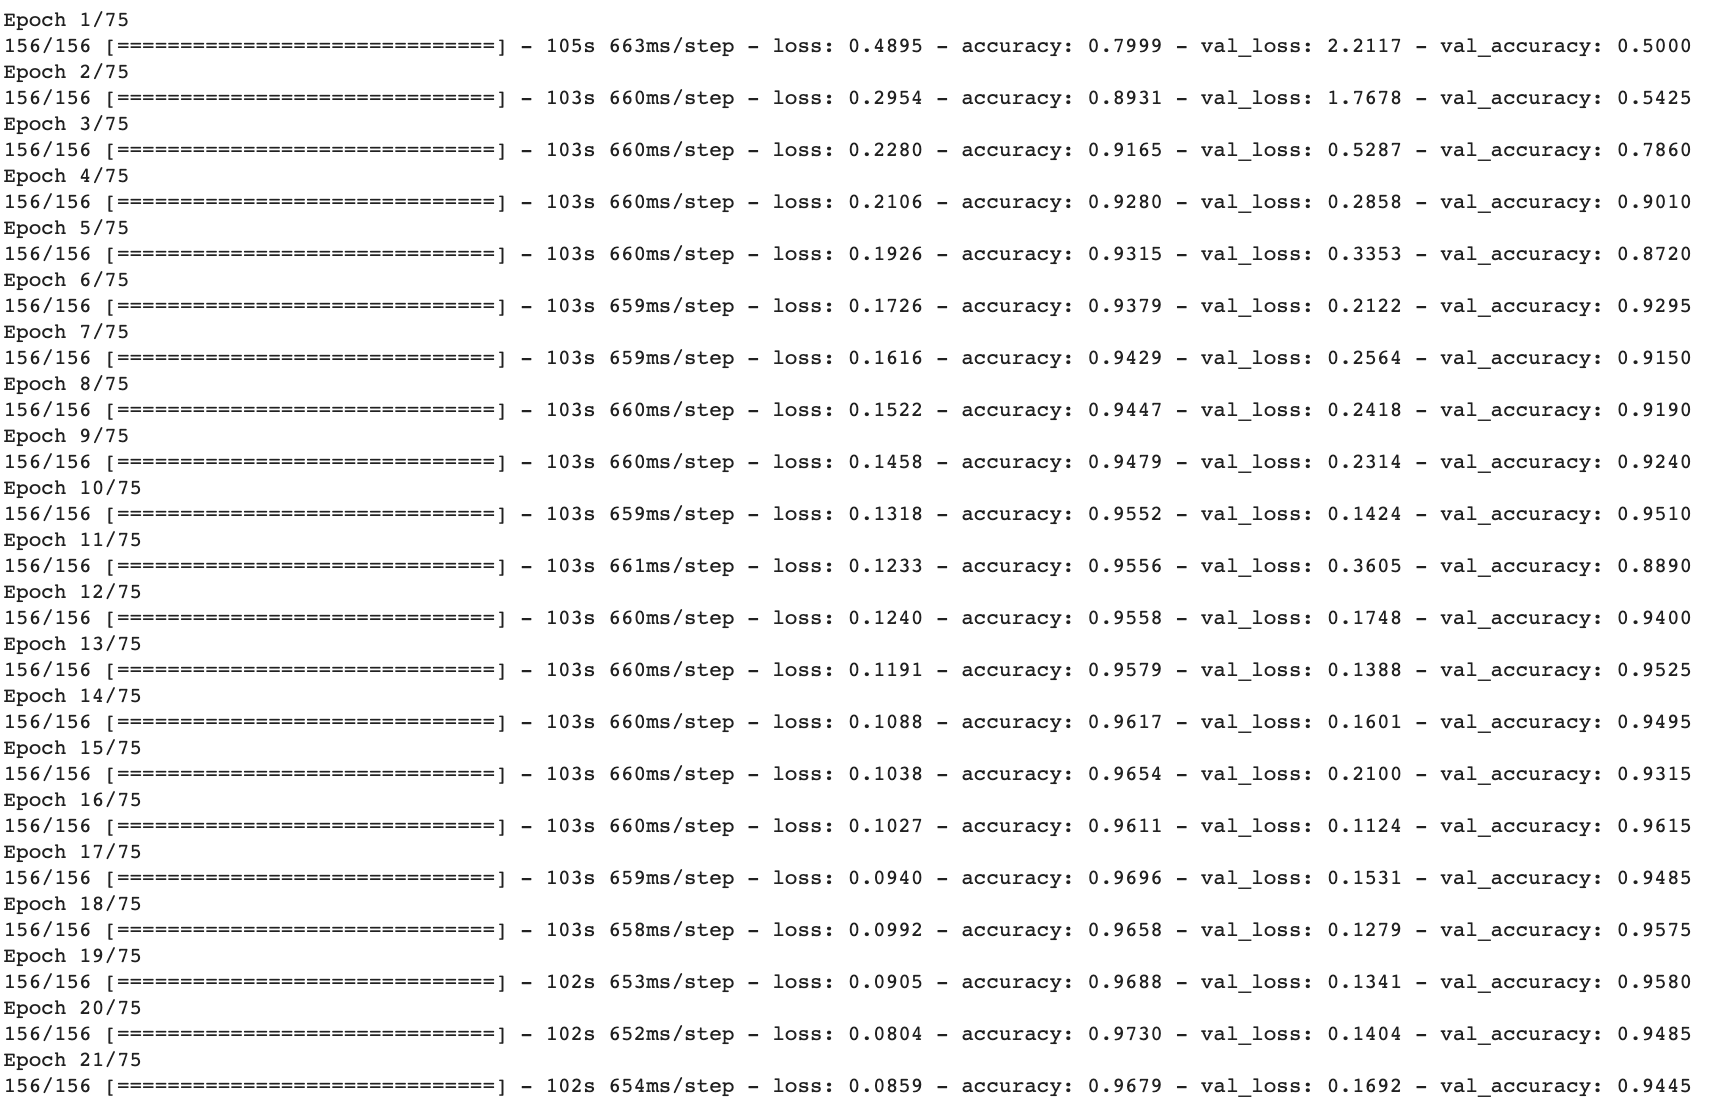 Epoch 1/75
156/156 [==============================] - 105s 663ms/step - loss: 0.4895 - accuracy: 0.7999 - val_loss: 2.2117 - val_accuracy: 0.5000
Epoch 2/75
156/156 [==============================] - 103s 660ms/step - loss: 0.2954 - accuracy: 0.8931 - val_loss: 1.7678 - val_accuracy: 0.5425
Epoch 3/75
156/156 [==============================] - 103s 660ms/step - loss: 0.2280 - accuracy: 0.9165 - val_loss: 0.5287 - val_accuracy: 0.7860
Epoch 4/75
156/156 [==============================] - 103s 660ms/step - loss: 0.2106 - accuracy: 0.9280 - val_loss: 0.2858 - val_accuracy: 0.9010
Epoch 5/75
156/156 [==============================] - 103s 660ms/step - loss: 0.1926 - accuracy: 0.9315 - val_loss: 0.3353 - val_accuracy: 0.8720
Epoch 6/75
156/156 [==============================] - 103s 659ms/step - loss: 0.1726 - accuracy: 0.9379 - val_loss: 0.2122 - val_accuracy: 0.9295
Epoch 7/75
156/156 [==============================] - 103s 659ms/step - loss: 0.1616 - accuracy: 0.9429 - val_loss: 0.2564 - val_accuracy: 0.9150
Epoch 8/75
156/156 [==============================] - 103s 660ms/step - loss: 0.1522 - accuracy: 0.9447 - val_loss: 0.2418 - val_accuracy: 0.9190
Epoch 9/75
156/156 [==============================] - 103s 660ms/step - loss: 0.1458 - accuracy: 0.9479 - val_loss: 0.2314 - val_accuracy: 0.9240
Epoch 10/75
156/156 [==============================] - 103s 659ms/step - loss: 0.1318 - accuracy: 0.9552 - val_loss: 0.1424 - val_accuracy: 0.9510
Epoch 11/75
156/156 [==============================] - 103s 661ms/step - loss: 0.1233 - accuracy: 0.9556 - val_loss: 0.3605 - val_accuracy: 0.8890
Epoch 12/75
156/156 [==============================] - 103s 660ms/step - loss: 0.1240 - accuracy: 0.9558 - val_loss: 0.1748 - val_accuracy: 0.9400
Epoch 13/75
156/156 [==============================] - 103s 660ms/step - loss: 0.1191 - accuracy: 0.9579 - val_loss: 0.1388 - val_accuracy: 0.9525
Epoch 14/75
156/156 [==============================] - 103s 660ms/step - loss: 0.1088 - accuracy: 0.9617 - val_loss: 0.1601 - val_accuracy: 0.9495
Epoch 15/75
156/156 [==============================] - 103s 660ms/step - loss: 0.1038 - accuracy: 0.9654 - val_loss: 0.2100 - val_accuracy: 0.9315
Epoch 16/75
156/156 [==============================] - 103s 660ms/step - loss: 0.1027 - accuracy: 0.9611 - val_loss: 0.1124 - val_accuracy: 0.9615
Epoch 17/75
156/156 [==============================] - 103s 659ms/step - loss: 0.0940 - accuracy: 0.9696 - val_loss: 0.1531 - val_accuracy: 0.9485
Epoch 18/75
156/156 [==============================] - 103s 658ms/step - loss: 0.0992 - accuracy: 0.9658 - val_loss: 0.1279 - val_accuracy: 0.9575
Epoch 19/75
156/156 [==============================] - 102s 653ms/step - loss: 0.0905 - accuracy: 0.9688 - val_loss: 0.1341 - val_accuracy: 0.9580
Epoch 20/75
156/156 [==============================] - 102s 652ms/step - loss: 0.0804 - accuracy: 0.9730 - val_loss: 0.1404 - val_accuracy: 0.9485
Epoch 21/75
156/156 [==============================] - 102s 654ms/step - loss: 0.0859 - accuracy: 0.9679 - val_loss: 0.1692 - val_accuracy: 0.9445